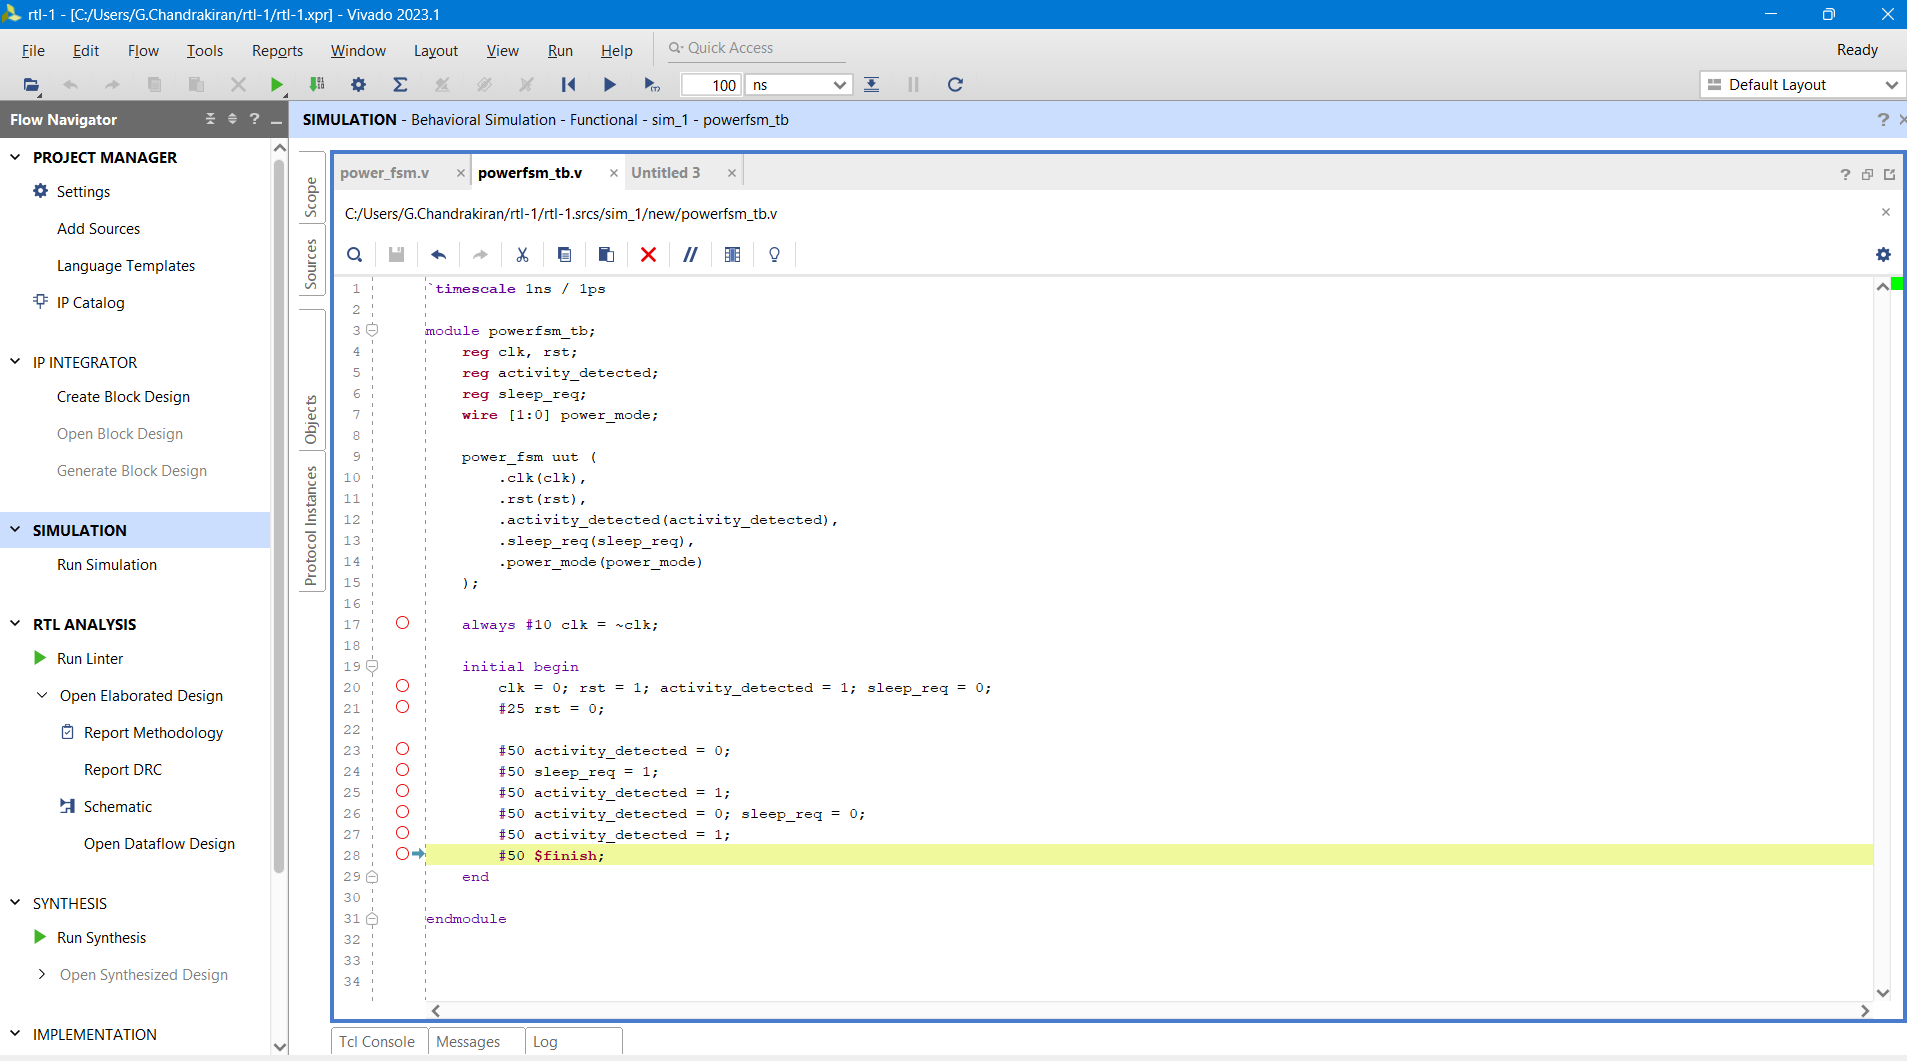 rtl-1 - [C:/Users/G.Chandrakiran/rtl-1/rtl-1.xpr] - Vivado 2023.1
File Edit Flow Tools Reports Window Layout View Run Help Quick Access Ready
100 ns Default Layout
Flow Navigator
SIMULATION - Behavioral Simulation - Functional - sim_1 - powerfsm_tb
PROJECT MANAGER
Settings
Add Sources
Language Templates
IP Catalog
IP INTEGRATOR
Create Block Design
Open Block Design
Generate Block Design
SIMULATION
Run Simulation
RTL ANALYSIS
Run Linter
Open Elaborated Design
Report Methodology
Report DRC
Schematic
Open Dataflow Design
SYNTHESIS
Run Synthesis
Open Synthesized Design
IMPLEMENTATION
Scope
Sources
Objects
Protocol Instances
power_fsm.v powerfsm_tb.v Untitled 3
C:/Users/G.Chandrakiran/rtl-1/rtl-1.srcs/sim_1/new/powerfsm_tb.v
1 `timescale 1ns / 1ps
2
3 module powerfsm_tb;
4 reg clk, rst;
5 reg activity_detected;
6 reg sleep_req;
7 wire [1:0] power_mode;
8
9 power_fsm uut (
10 .clk(clk),
11 .rst(rst),
12 .activity_detected(activity_detected),
13 .sleep_req(sleep_req),
14 .power_mode(power_mode)
15 );
16
17 always #10 clk = ~clk;
18
19 initial begin
20 clk = 0; rst = 1; activity_detected = 1; sleep_req = 0;
21 #25 rst = 0;
22
23 #50 activity_detected = 0;
24 #50 sleep_req = 1;
25 #50 activity_detected = 1;
26 #50 activity_detected = 0; sleep_req = 0;
27 #50 activity_detected = 1;
28 #50 $finish;
29 end
30
31 endmodule
32
33
34
Tcl Console Messages Log